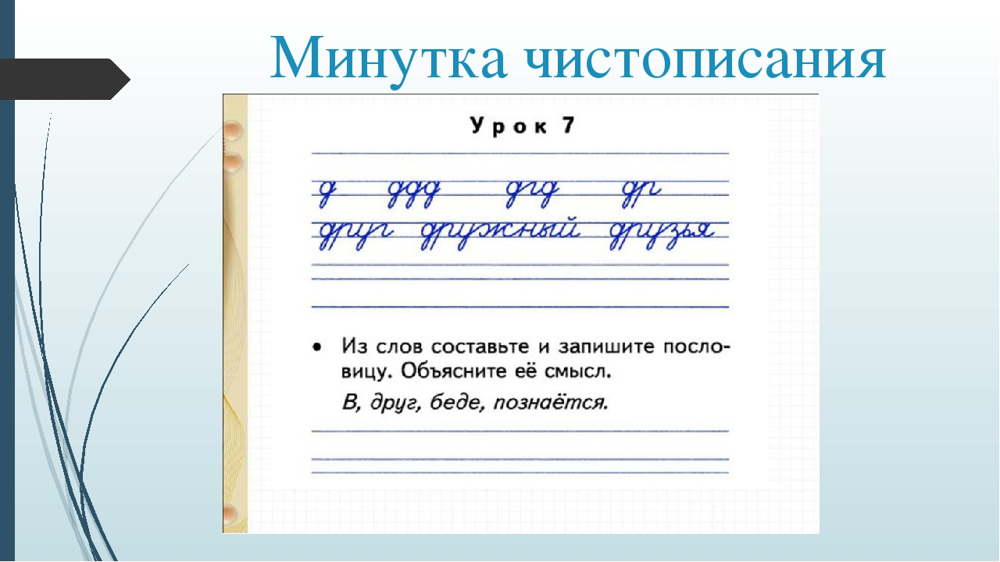 Минутка чистописания
Урок 7
д ддд дгд др
друг дружный друзья
• Из слов составьте и запишите посло-
вицу. Объясните её смысл.
В, друг, беде, познаётся.